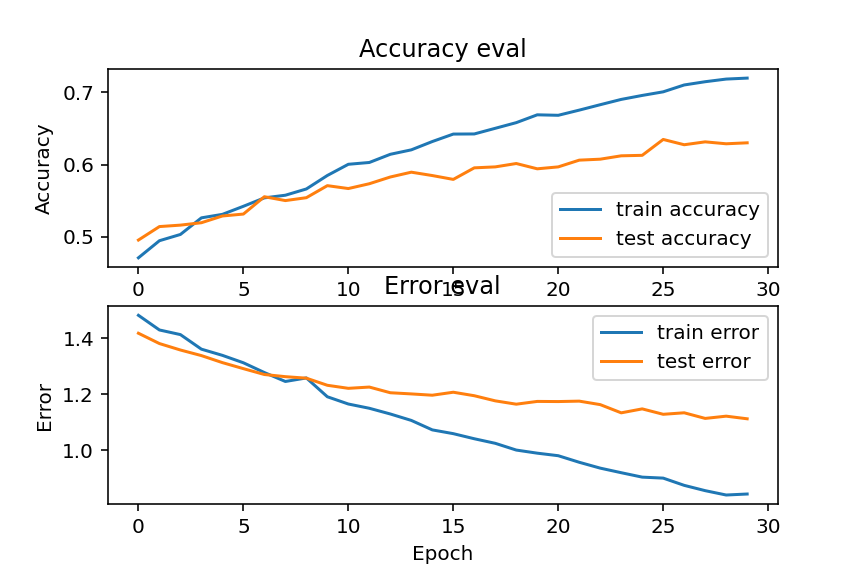 Accuracy eval
Accuracy
0.7
0.6
0.5
train accuracy
test accuracy
0 5 10 15 20 25 30
Error eval
Error
1.4
1.2
1.0
train error
test error
0 5 10 15 20 25 30
Epoch